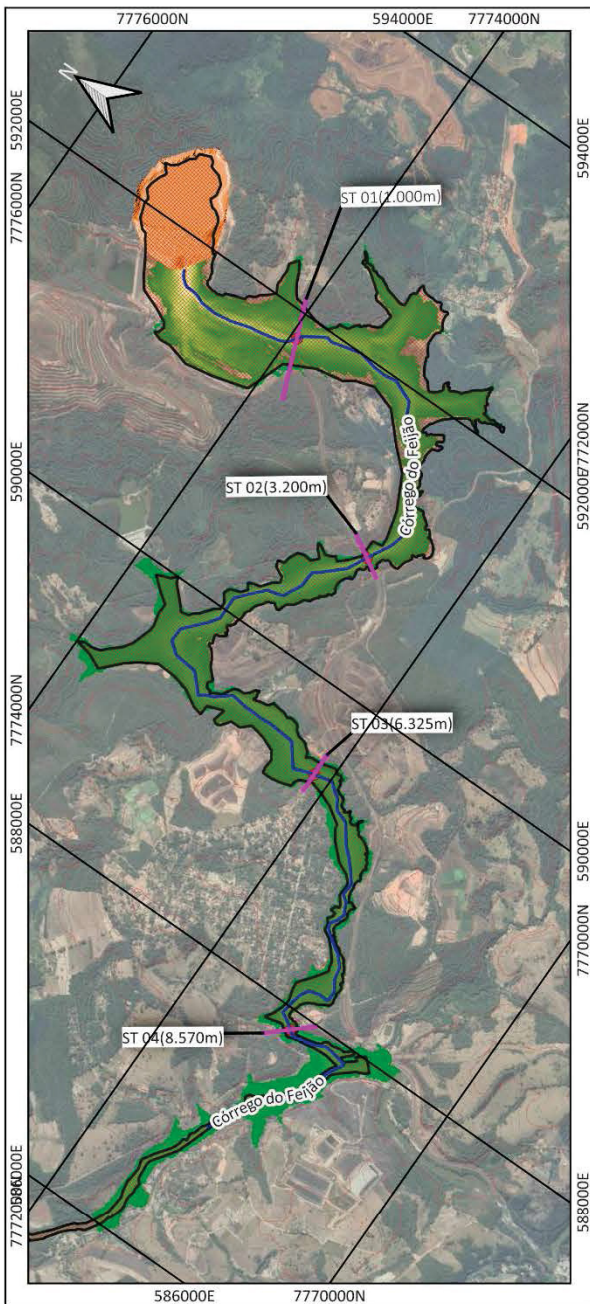 7776000N
594000E
7774000N
N
592000E
7776000N
594000E
ST 01(1.000m)
590000E
7772000N
592000E
Córrego do Feijão
ST 02(3.200m)
ST 03(6.325m)
7774000N
588000E
590000E
7770000N
ST 04(8.570m)
Córrego do Feijão
586000E
7772000N
588000E
586000E
7770000N